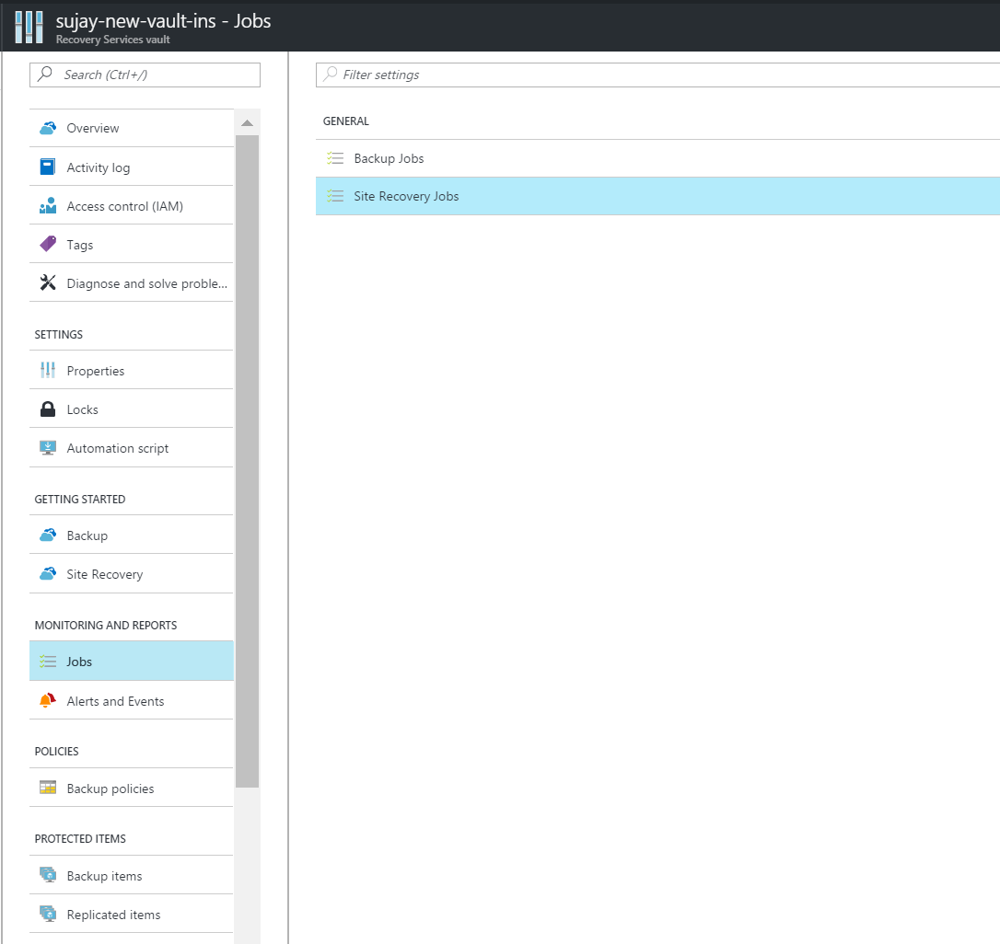 sujay-new-vault-ins - Jobs
Recovery Services vault
Search (Ctrl+/)
Overview
Activity log
Access control (IAM)
Tags
Diagnose and solve proble...
SETTINGS
Properties
Locks
Automation script
GETTING STARTED
Backup
Site Recovery
MONITORING AND REPORTS
Jobs
Alerts and Events
POLICIES
Backup policies
PROTECTED ITEMS
Backup items
Replicated items
Filter settings
GENERAL
Backup Jobs
Site Recovery Jobs